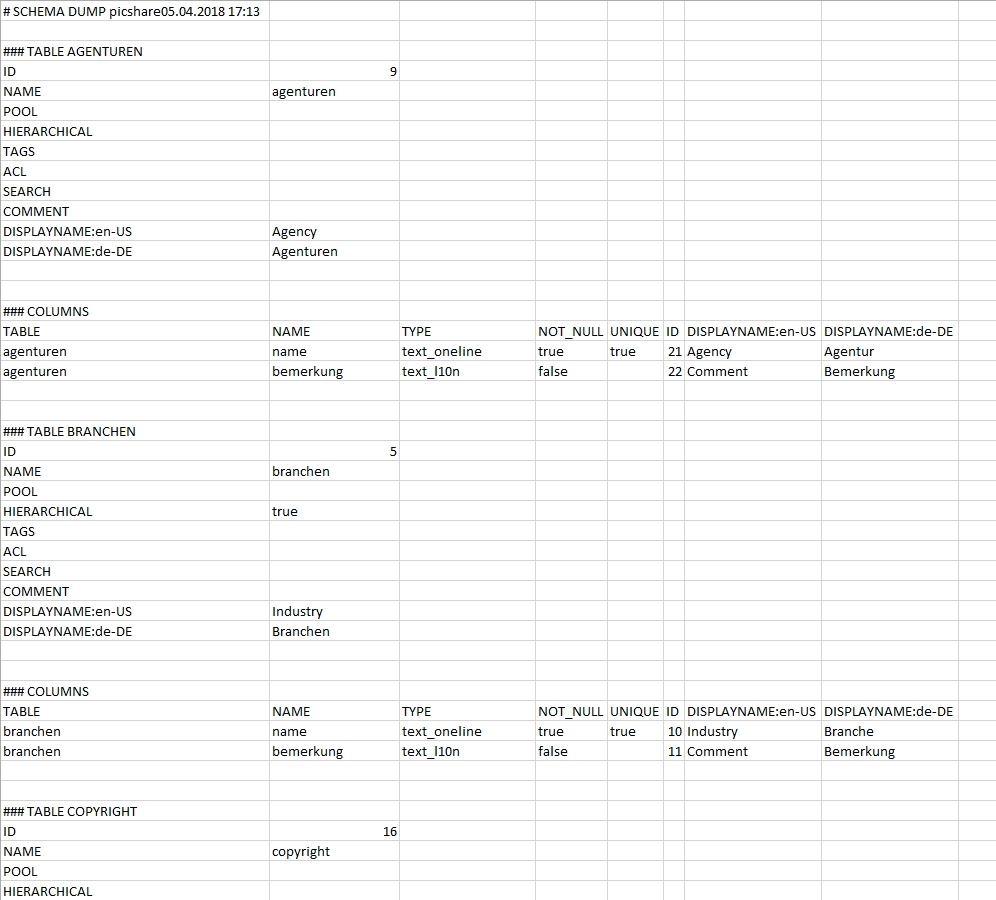 # SCHEMA DUMP picshare05.04.2018 17:13
### TABLE AGENTUREN
ID 9
NAME agenturen
POOL
HIERARCHICAL
TAGS
ACL
SEARCH
COMMENT
DISPLAYNAME:en-US Agency
DISPLAYNAME:de-DE Agenturen
### COLUMNS
TABLE NAME TYPE NOT_NULL UNIQUE ID DISPLAYNAME:en-US DISPLAYNAME:de-DE
agenturen name text_oneline true true 21 Agency Agentur
agenturen bemerkung text_l10n false 22 Comment Bemerkung
### TABLE BRANCHEN
ID 5
NAME branchen
POOL
HIERARCHICAL true
TAGS
ACL
SEARCH
COMMENT
DISPLAYNAME:en-US Industry
DISPLAYNAME:de-DE Branchen
### COLUMNS
TABLE NAME TYPE NOT_NULL UNIQUE ID DISPLAYNAME:en-US DISPLAYNAME:de-DE
branchen name text_oneline true true 10 Industry Branche
branchen bemerkung text_l10n false 11 Comment Bemerkung
### TABLE COPYRIGHT
ID 16
NAME copyright
POOL
HIERARCHICAL